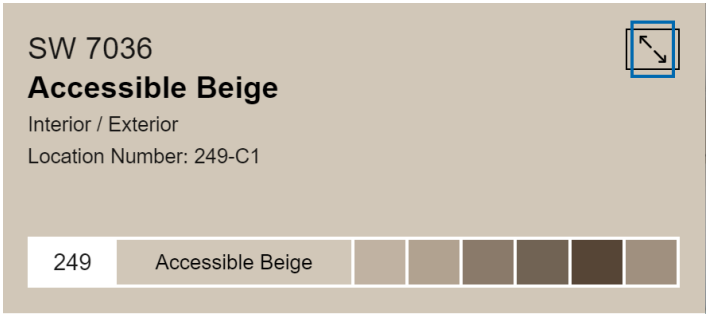 SW 7036
Accessible Beige
Interior / Exterior
Location Number: 249-C1
249 Accessible Beige